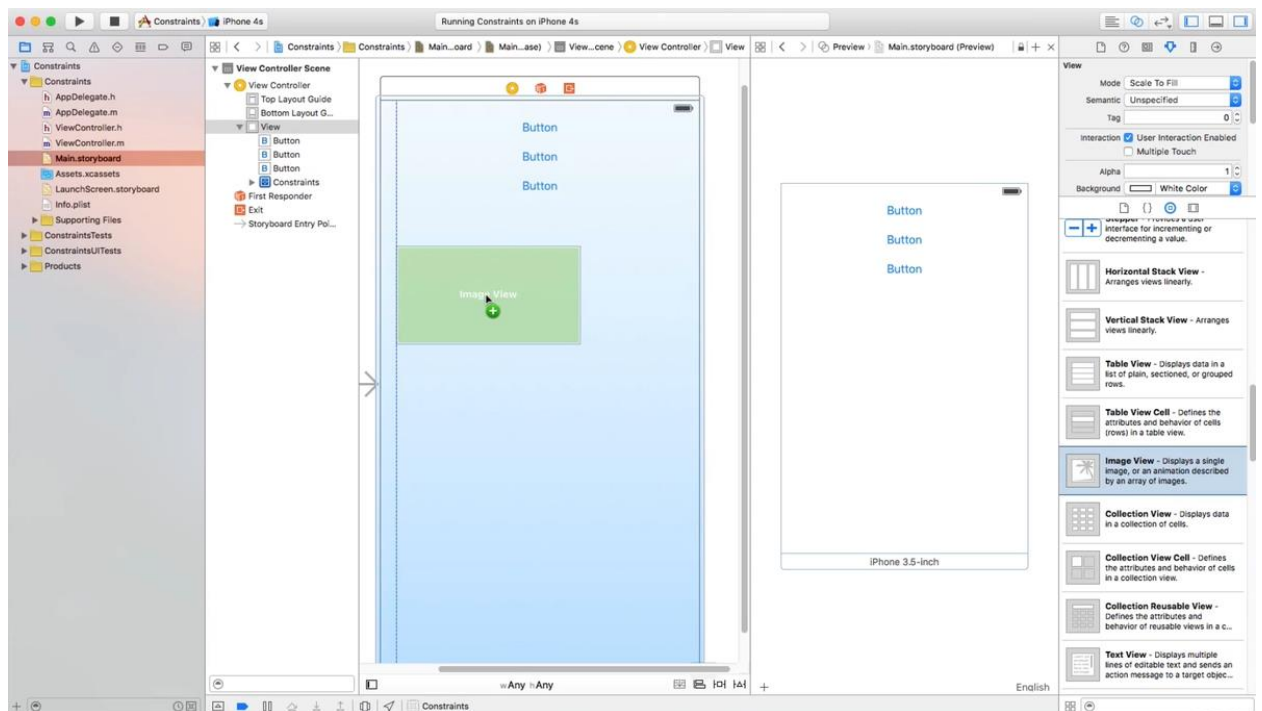 Constraints
iPhone 4s
Running Constraints on iPhone 4s
Constraints
Constraints
Main...oard
Main...ase)
View...cene
View Controller
View
Preview
Main.storyboard (Preview)
Constraints
Constraints
AppDelegate.h
AppDelegate.m
ViewController.h
ViewController.m
Main.storyboard
Assets.xcassets
LaunchScreen.storyboard
Info.plist
Supporting Files
ConstraintsTests
ConstraintsUITests
Products
View Controller Scene
View Controller
Top Layout Guide
Bottom Layout G...
View
Button
Button
Button
Constraints
First Responder
Exit
Storyboard Entry Poi...
Button
Button
Button
Image View
wAny hAny
Constraints
Button
Button
Button
iPhone 3.5-inch
English
View
Mode Scale To Fill
Semantic Unspecified
Tag 0
Interaction User Interaction Enabled
Multiple Touch
Alpha 1
Background White Color
Stepper - Provides a user
interface for incrementing or
decrementing a value.
Horizontal Stack View -
Arranges views linearly.
Vertical Stack View - Arranges
views linearly.
Table View - Displays data in a
list of plain, sectioned, or grouped
rows.
Table View Cell - Defines the
attributes and behavior of cells
(rows) in a table view.
Image View - Displays a single
image, or an animation described
by an array of images.
Collection View - Displays data
in a collection of cells.
Collection View Cell - Defines
the attributes and behavior of cells
in a collection view.
Collection Reusable View -
Defines the attributes and
behavior of reusable views in a c...
Text View - Displays multiple
lines of editable text and sends an
action message to a target objec...